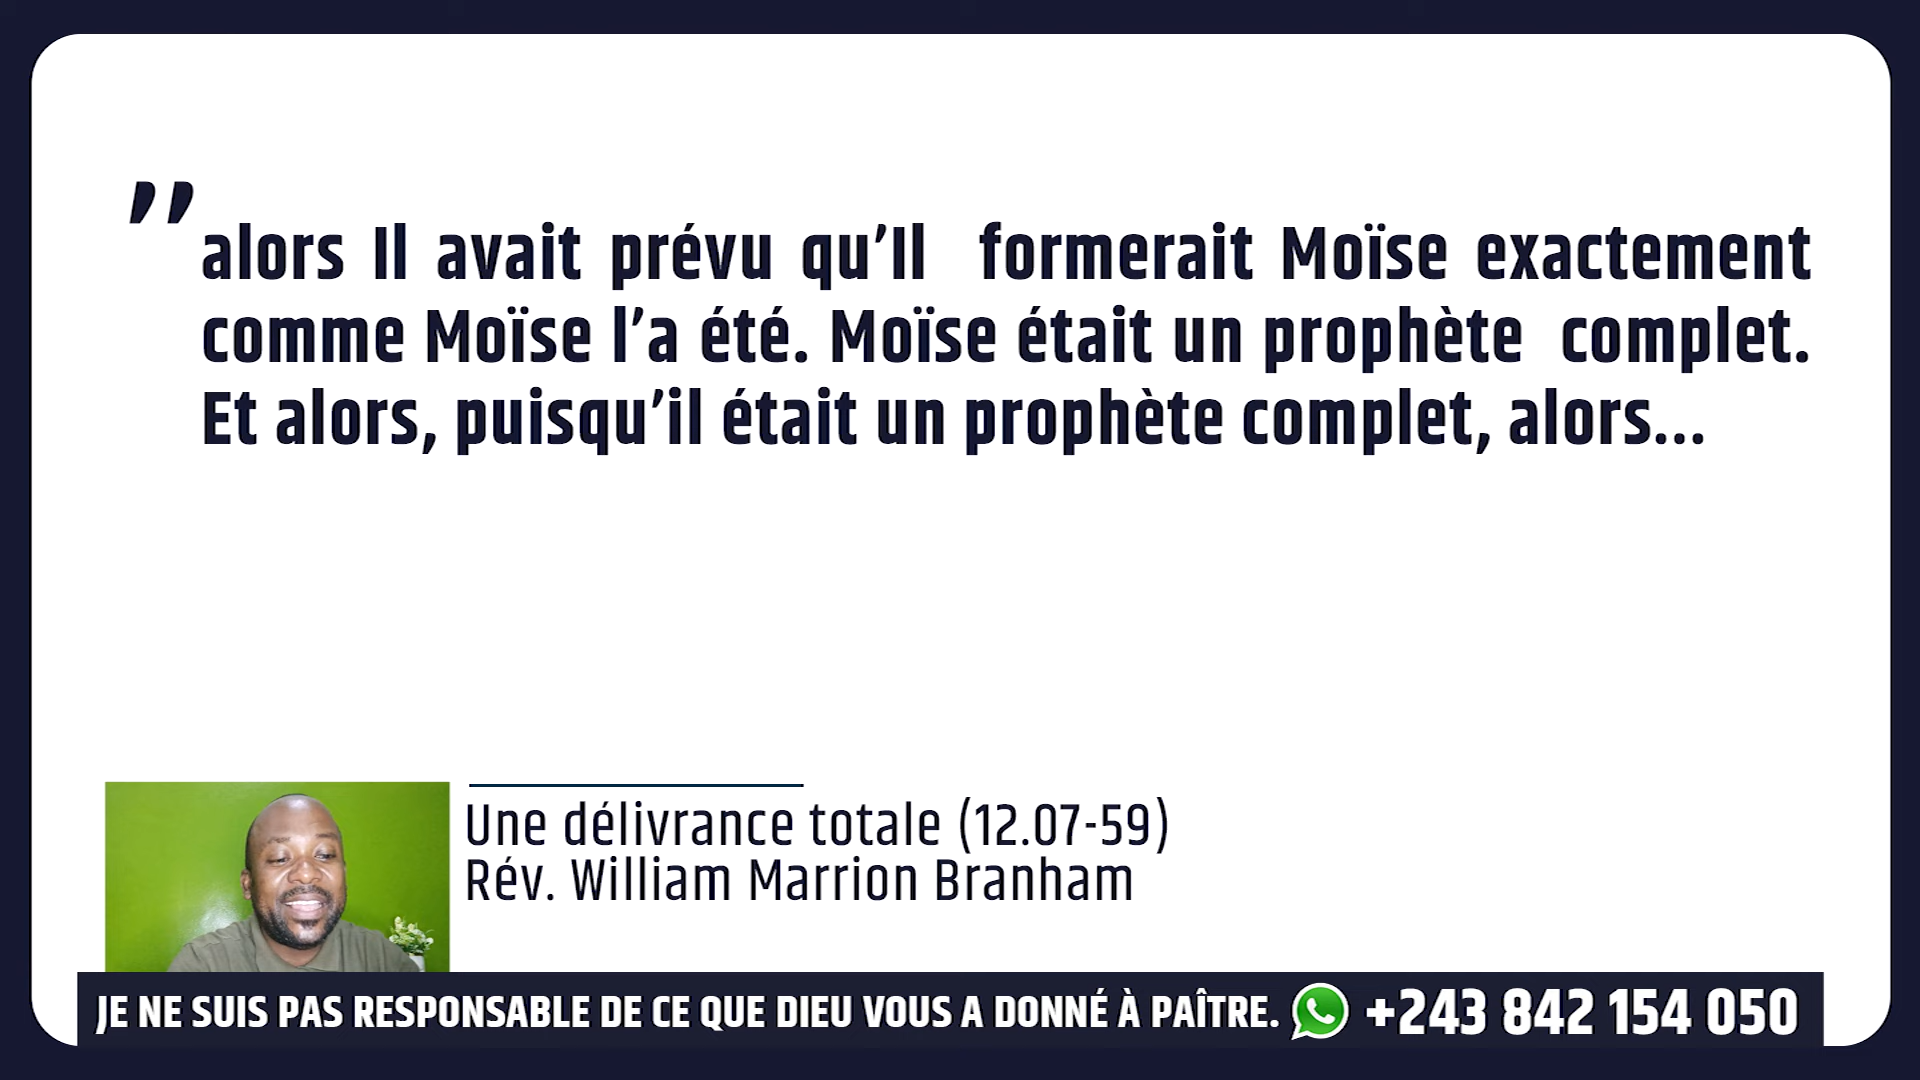 ” alors Il avait prévu qu’Il formerait Moïse exactement
comme Moïse l’a été. Moïse était un prophète complet.
Et alors, puisqu’il était un prophète complet, alors...
Une délivrance totale (12.07-59)
Rév. William Marrion Branham
JE NE SUIS PAS RESPONSABLE DE CE QUE DIEU VOUS A DONNÉ À PAÎTRE. +243 842 154 050